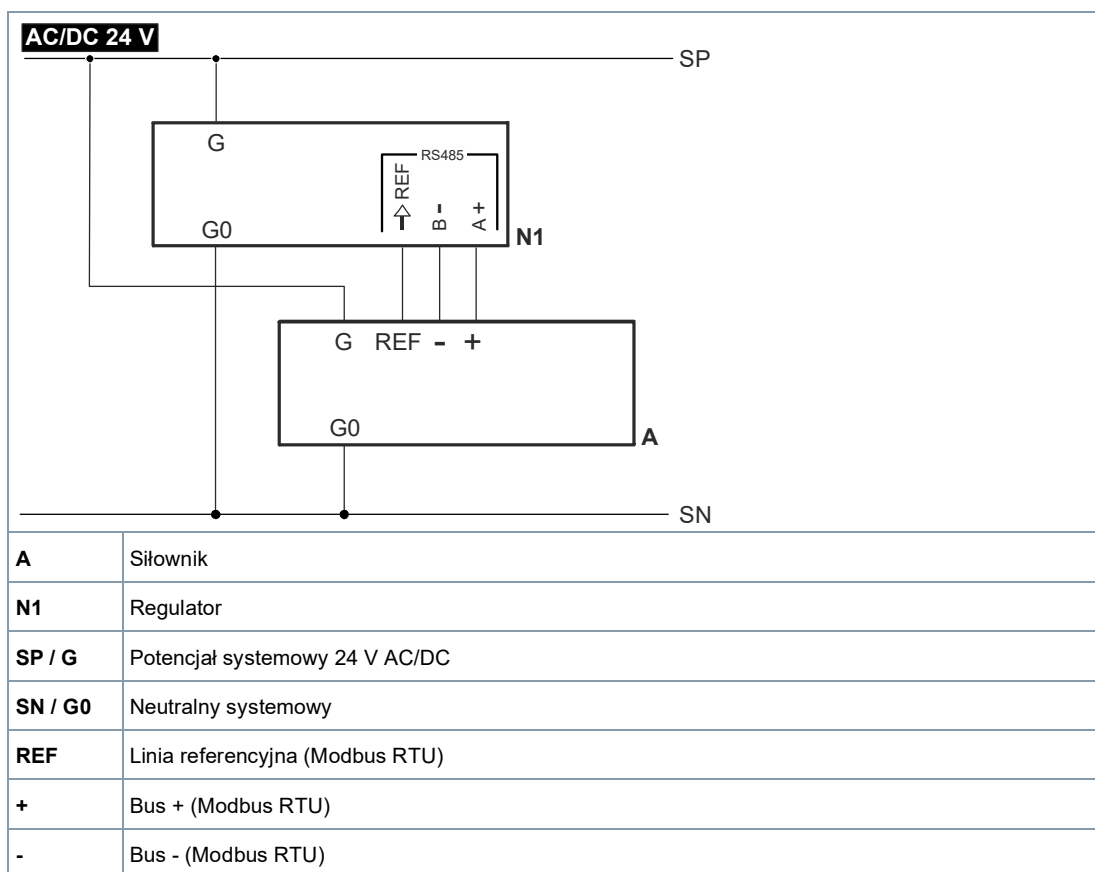 AC/DC 24 V
SP
G
RS485
REF
B -
A +
G0
N1
G REF - +
G0
A
SN
A Siłownik
N1 Regulator
SP / G Potencjał systemowy 24 V AC/DC
SN / G0 Neutralny systemowy
REF Linia referencyjna (Modbus RTU)
+ Bus + (Modbus RTU)
- Bus - (Modbus RTU)